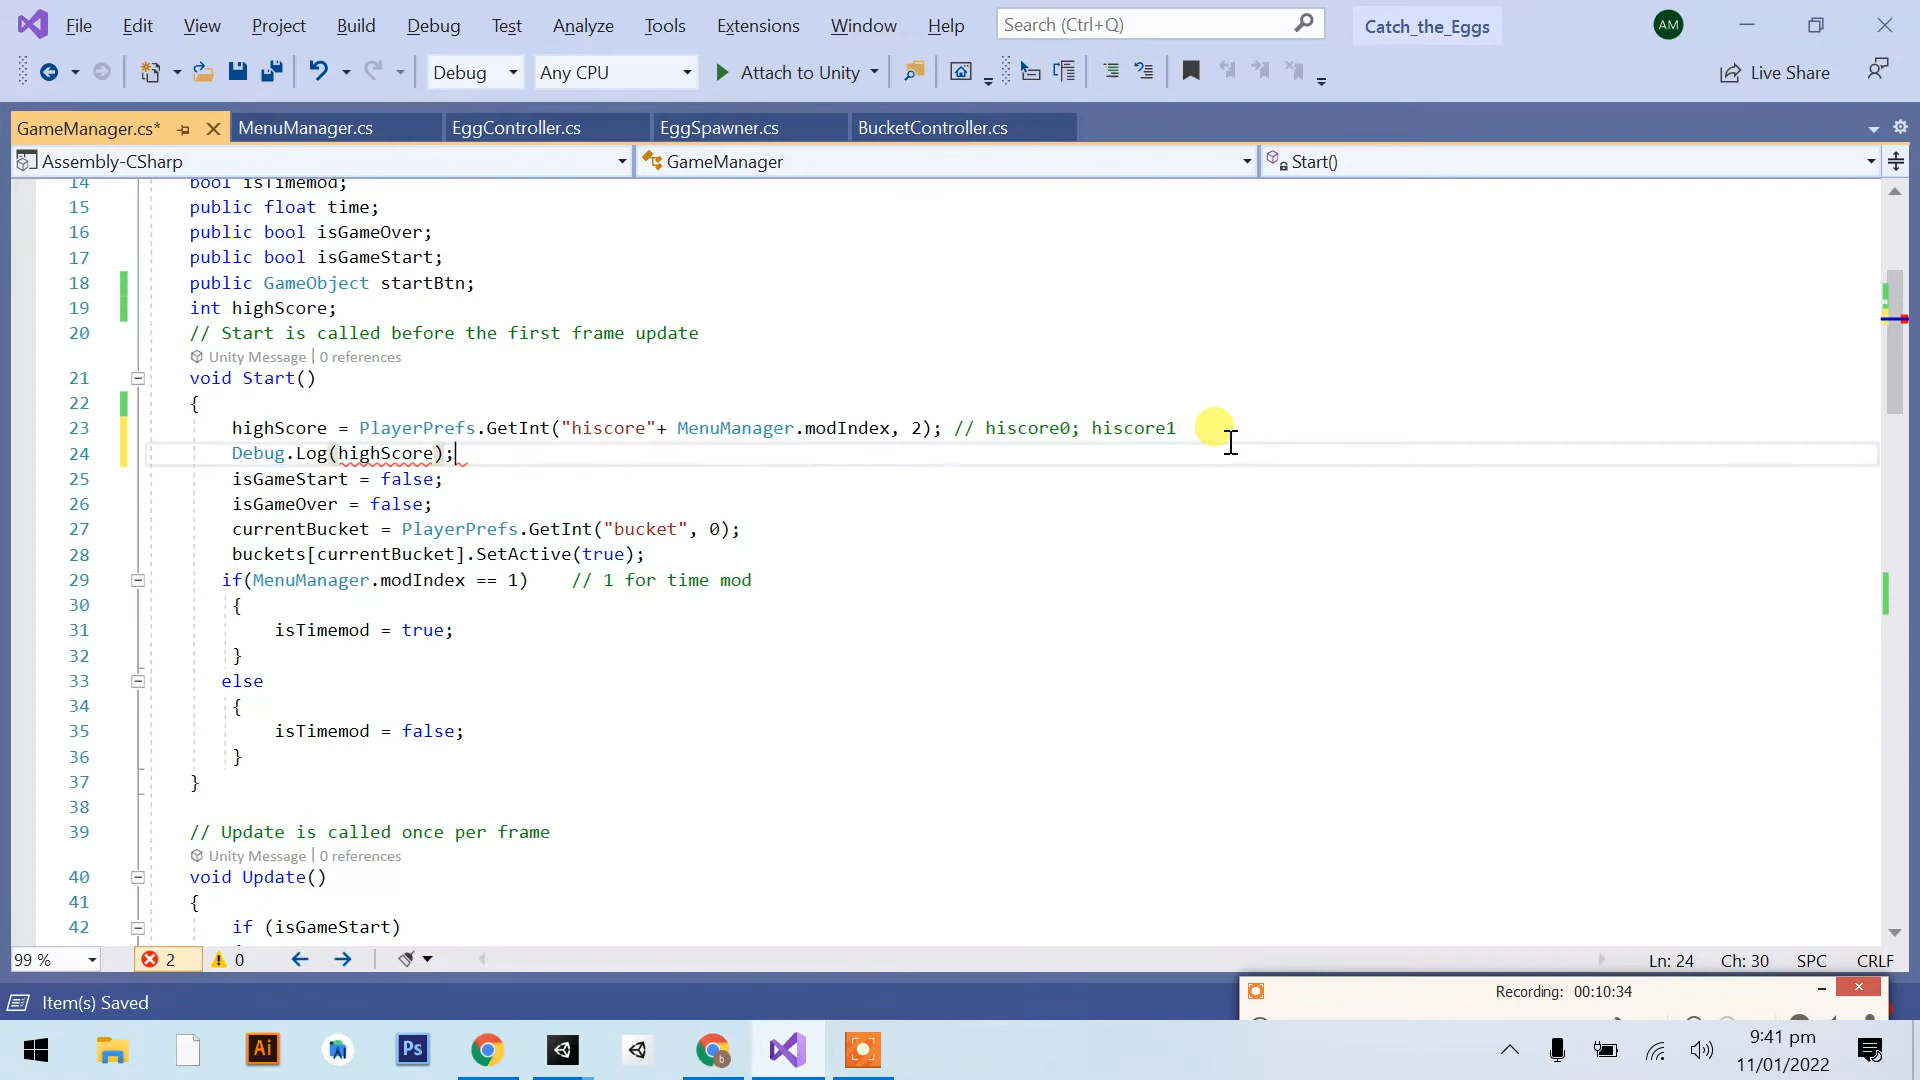 File Edit View Project Build Debug Test Analyze Tools Extensions Window Help Search (Ctrl+Q) Catch_the_Eggs AM
Debug Any CPU Attach to Unity Live Share
GameManager.cs* MenuManager.cs EggController.cs EggSpawner.cs BucketController.cs
Assembly-CSharp GameManager Start()
14 bool isTimemod;
15 public float time;
16 public bool isGameOver;
17 public bool isGameStart;
18 public GameObject startBtn;
19 int highScore;
20 // Start is called before the first frame update
Unity Message | 0 references
21 void Start()
22 {
23 highScore = PlayerPrefs.GetInt("hiscore"+ MenuManager.modIndex, 2); // hiscore0; hiscore1
24 Debug.Log(highScore);
25 isGameStart = false;
26 isGameOver = false;
27 currentBucket = PlayerPrefs.GetInt("bucket", 0);
28 buckets[currentBucket].SetActive(true);
29 if(MenuManager.modIndex == 1) // 1 for time mod
30 {
31 isTimemod = true;
32 }
33 else
34 {
35 isTimemod = false;
36 }
37 }
38
39 // Update is called once per frame
Unity Message | 0 references
40 void Update()
41 {
42 if (isGameStart)
99 % 2 0 Ln: 24 Ch: 30 SPC CRLF
Item(s) Saved
Recording: 00:10:34
Ai Ps b
9:41 pm
11/01/2022